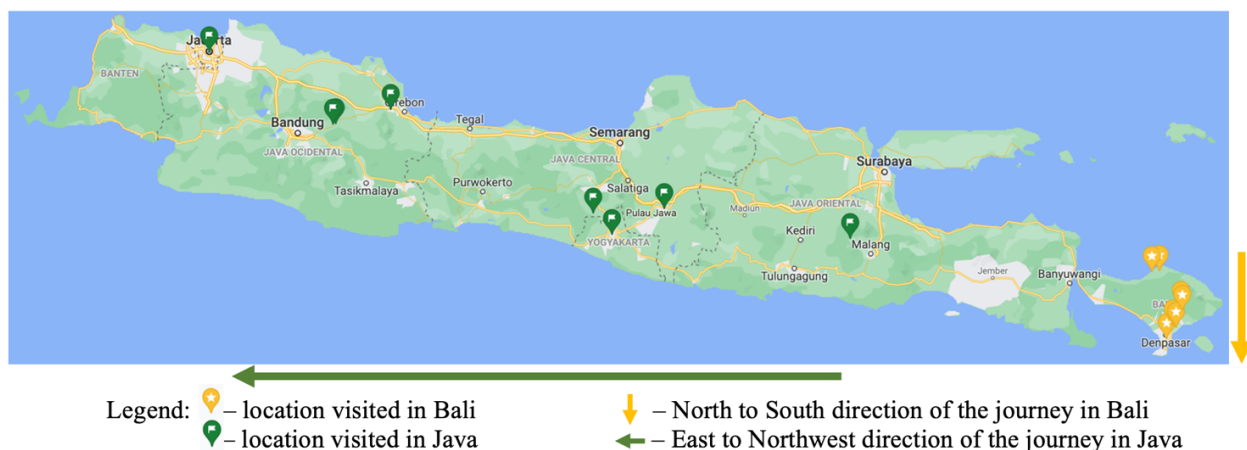 Jakarta
BANTEN
Cirebon
Bandung
Tegal
Semarang
JAVA OCIDENTAL
JAVA CENTRAL
Surabaya
Tasikmalaya
Purwokerto
Salatiga
Pulau Jawa
Madiun
JAVA ORIENTAL
YOGYAKARTA
Kediri
Malang
Tulungagung
Jember
Banyuwangi
Denpasar
Legend: – location visited in Bali – North to South direction of the journey in Bali
– location visited in Java – East to Northwest direction of the journey in Java